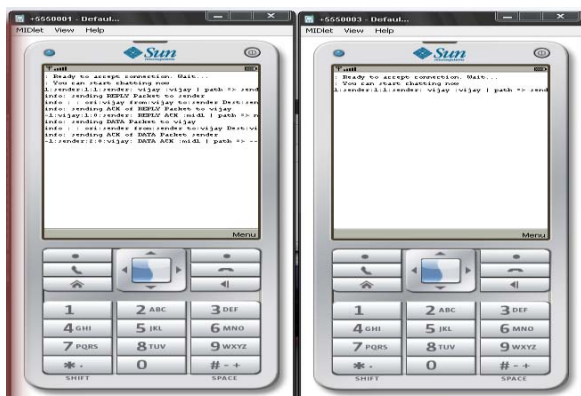 +5550001 - Defaul...
MIDlet View Help
Sun
: Ready to accept connection. Wait...
: You can start chatting now
1:sender:1:1:sender: vijay :vijay | path => send
info: sending REPLY Packet to sender
info : : ori:vijay from:vijay to:sender Dest:sen
info: sending ACK of REPLY Packet to vijay
-1:vijay:1:0:sender: REPLY ACK :mid1 | path => n
info: sending DATA Packet to vijay
info : : ori:sender from:sender to:vijay Dest:vi
info: sending ACK of DATA Packet sender
-1:sender:1:0:vijay: DATA ACK :mid1 | path => --
Menu
1 2 ABC 3 DEF
4 GHI 5 JKL 6 MNO
7 PQRS 8 TUV 9 WXYZ
* . 0 # - +
SHIFT SPACE
+5550003 - Defaul...
MIDlet View Help
Sun
: Ready to accept connection. Wait...
: You can start chatting now
1:sender:1:1:sender: vijay :vijay | path => send
Menu
1 2 ABC 3 DEF
4 GHI 5 JKL 6 MNO
7 PQRS 8 TUV 9 WXYZ
* . 0 # - +
SHIFT SPACE